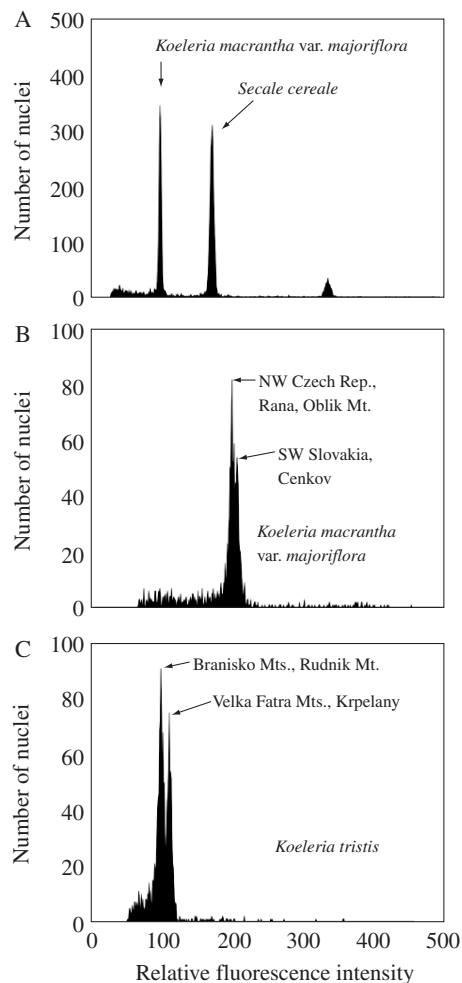 A
500
400
300
200
100
0
Number of nuclei
Koeleria macrantha var. majoriflora
Secale cereale
B
100
80
60
40
20
0
Number of nuclei
NW Czech Rep.,
Rana, Oblik Mt.
SW Slovakia,
Cenkov
Koeleria macrantha
var. majoriflora
C
100
80
60
40
20
0
Number of nuclei
Branisko Mts., Rudnik Mt.
Velka Fatra Mts., Krpelany
Koeleria tristis
0 100 200 300 400 500
Relative fluorescence intensity